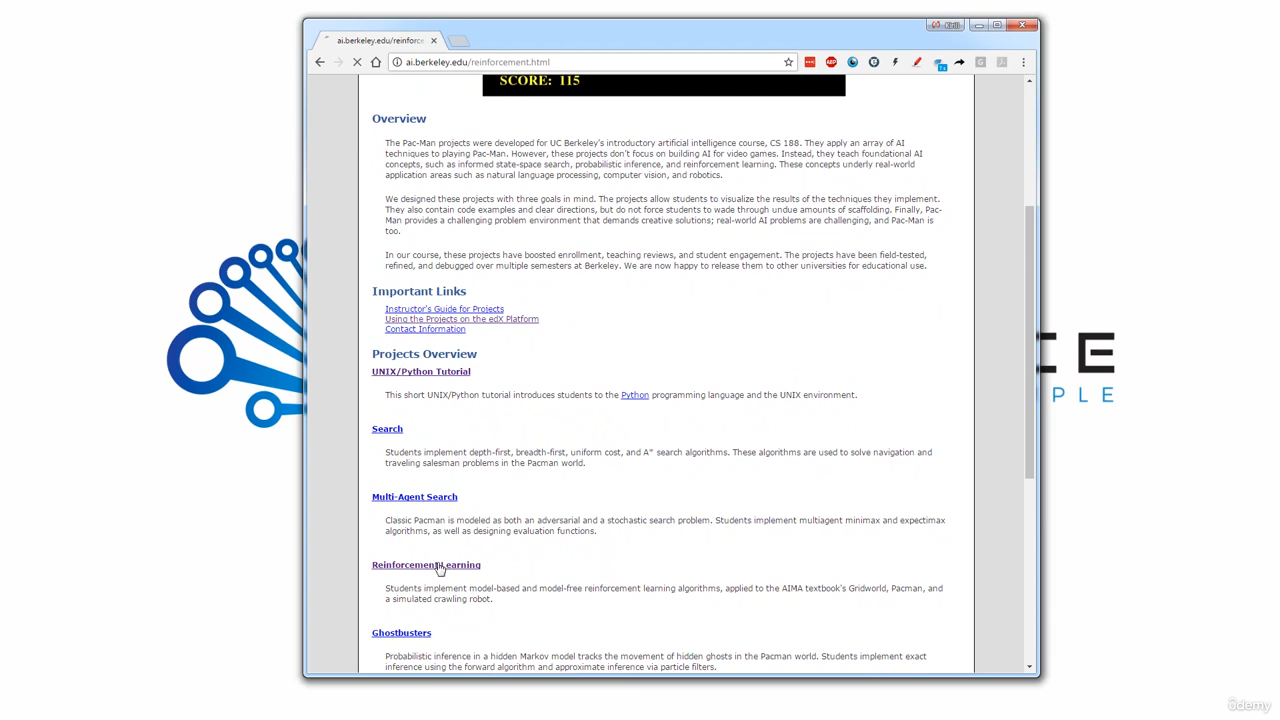 ai.berkeley.edu/reinforce
ai.berkeley.edu/reinforcement.html
SCORE: 115
Overview
The Pac-Man projects were developed for UC Berkeley's introductory artificial intelligence course, CS 188. They apply an array of AI
techniques to playing Pac-Man. However, these projects don't focus on building AI for video games. Instead, they teach foundational AI
concepts, such as informed state-space search, probabilistic inference, and reinforcement learning. These concepts underly real-world
application areas such as natural language processing, computer vision, and robotics.
We designed these projects with three goals in mind. The projects allow students to visualize the results of the techniques they implement.
They also contain code examples and clear directions, but do not force students to wade through undue amounts of scaffolding. Finally, Pac-
Man provides a challenging problem environment that demands creative solutions; real-world AI problems are challenging, and Pac-Man is
too.
In our course, these projects have boosted enrollment, teaching reviews, and student engagement. The projects have been field-tested,
refined, and debugged over multiple semesters at Berkeley. We are now happy to release them to other universities for educational use.
Important Links
Instructor's Guide for Projects
Using the Projects on the edX Platform
Contact Information
Projects Overview
UNIX/Python Tutorial
This short UNIX/Python tutorial introduces students to the Python programming language and the UNIX environment.
Search
Students implement depth-first, breadth-first, uniform cost, and A* search algorithms. These algorithms are used to solve navigation and
traveling salesman problems in the Pacman world.
Multi-Agent Search
Classic Pacman is modeled as both an adversarial and a stochastic search problem. Students implement multiagent minimax and expectimax
algorithms, as well as designing evaluation functions.
Reinforcement Learning
Students implement model-based and model-free reinforcement learning algorithms, applied to the AIMA textbook's Gridworld, Pacman, and
a simulated crawling robot.
Ghostbusters
Probabilistic inference in a hidden Markov model tracks the movement of hidden ghosts in the Pacman world. Students implement exact
inference using the forward algorithm and approximate inference via particle filters.
CE
PLE
ABP
ûdemy